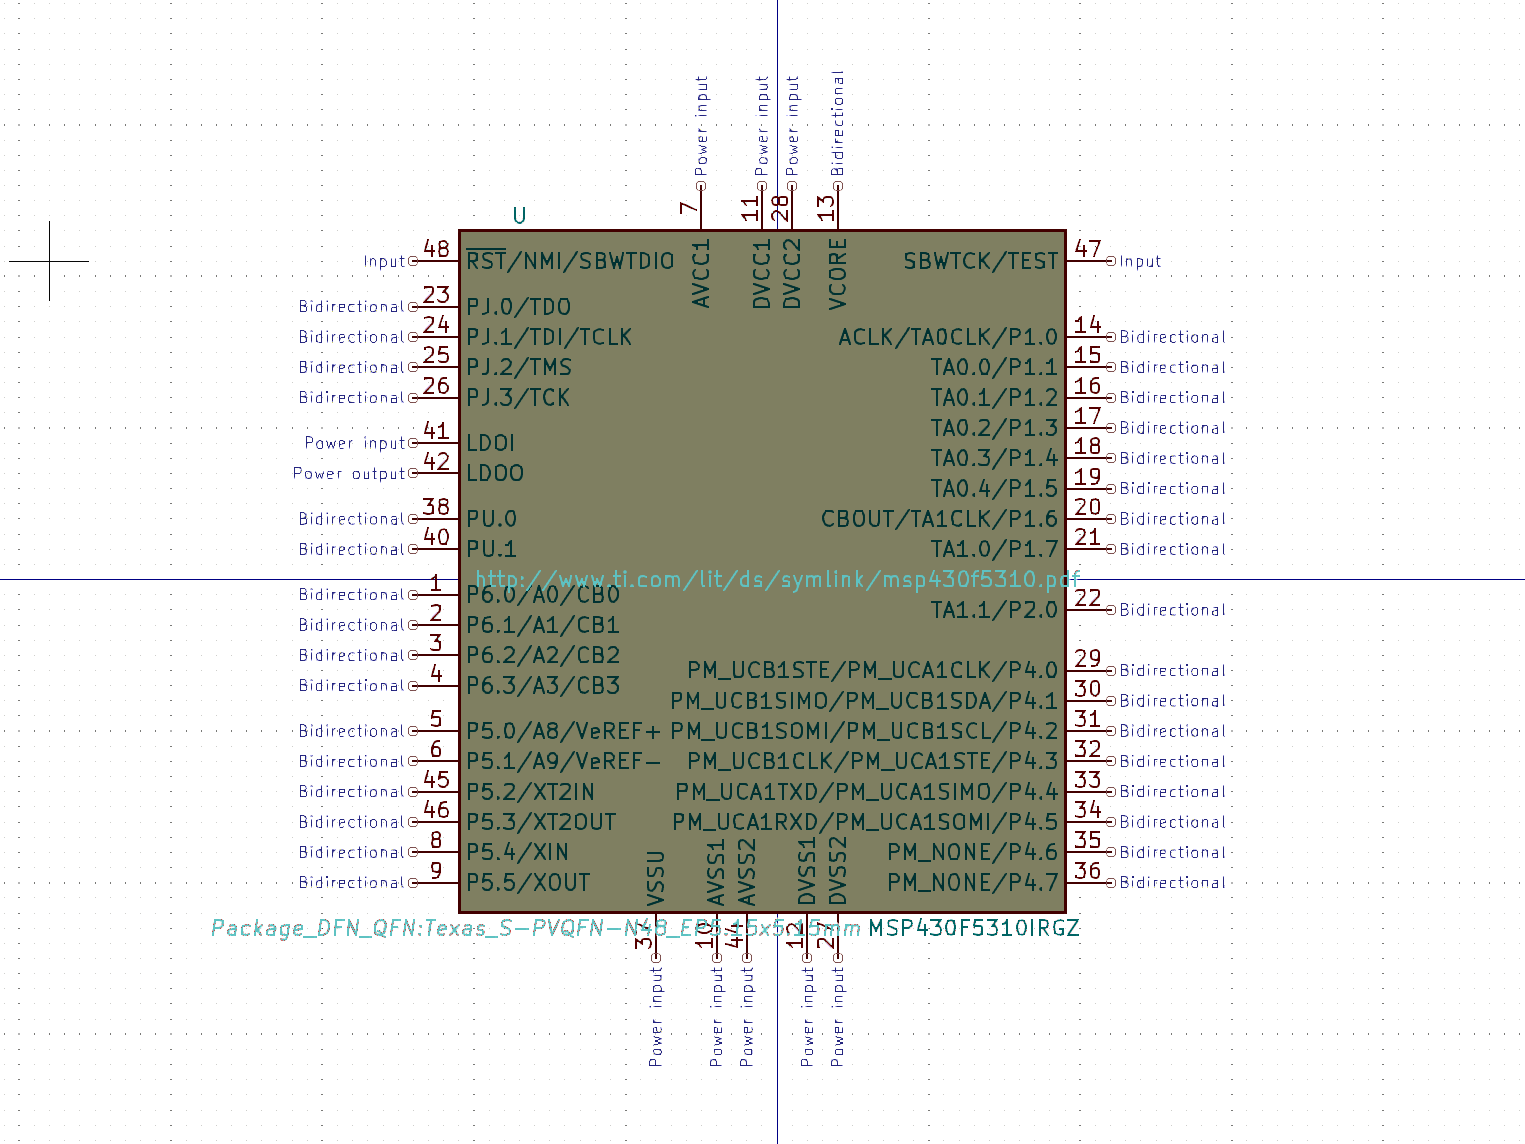 Power input
Power input
Power input
Bidirectional
7
11
28
13
U
AVCC1
DVCC1
DVCC2
VCORE
Input 48 RST/NMI/SBWTDIO
Bidirectional 23 PJ.0/TDO
Bidirectional 24 PJ.1/TDI/TCLK
Bidirectional 25 PJ.2/TMS
Bidirectional 26 PJ.3/TCK
Power input 41 LDOI
Power output 42 LDOO
Bidirectional 38 PU.0
Bidirectional 40 PU.1
http://www.ti.com/lit/ds/symlink/msp430f5310.pdf
Bidirectional 1 P6.0/A0/CB0
Bidirectional 2 P6.1/A1/CB1
Bidirectional 3 P6.2/A2/CB2
Bidirectional 4 P6.3/A3/CB3
Bidirectional 5 P5.0/A8/VeREF+
Bidirectional 6 P5.1/A9/VeREF-
Bidirectional 45 P5.2/XT2IN
Bidirectional 46 P5.3/XT2OUT
Bidirectional 8 P5.4/XIN
Bidirectional 9 P5.5/XOUT
SBWTCK/TEST 47 Input
ACLK/TA0CLK/P1.0 14 Bidirectional
TA0.0/P1.1 15 Bidirectional
TA0.1/P1.2 16 Bidirectional
TA0.2/P1.3 17 Bidirectional
TA0.3/P1.4 18 Bidirectional
TA0.4/P1.5 19 Bidirectional
CBOUT/TA1CLK/P1.6 20 Bidirectional
TA1.0/P1.7 21 Bidirectional
TA1.1/P2.0 22 Bidirectional
PM_UCB1STE/PM_UCA1CLK/P4.0 29 Bidirectional
PM_UCB1SIMO/PM_UCB1SDA/P4.1 30 Bidirectional
PM_UCB1SOMI/PM_UCB1SCL/P4.2 31 Bidirectional
PM_UCB1CLK/PM_UCA1STE/P4.3 32 Bidirectional
PM_UCA1TXD/PM_UCA1SIMO/P4.4 33 Bidirectional
PM_UCA1RXD/PM_UCA1SOMI/P4.5 34 Bidirectional
PM_NONE/P4.6 35 Bidirectional
PM_NONE/P4.7 36 Bidirectional
VSSU
AVSS1
AVSS2
DVSS1
DVSS2
Package_DFN_QFN:Texas_S-PVQFN-N48_EP5.15x5.15mm
MSP430F5310IRGZ
10
44
12
Power input
Power input
Power input
Power input
Power input